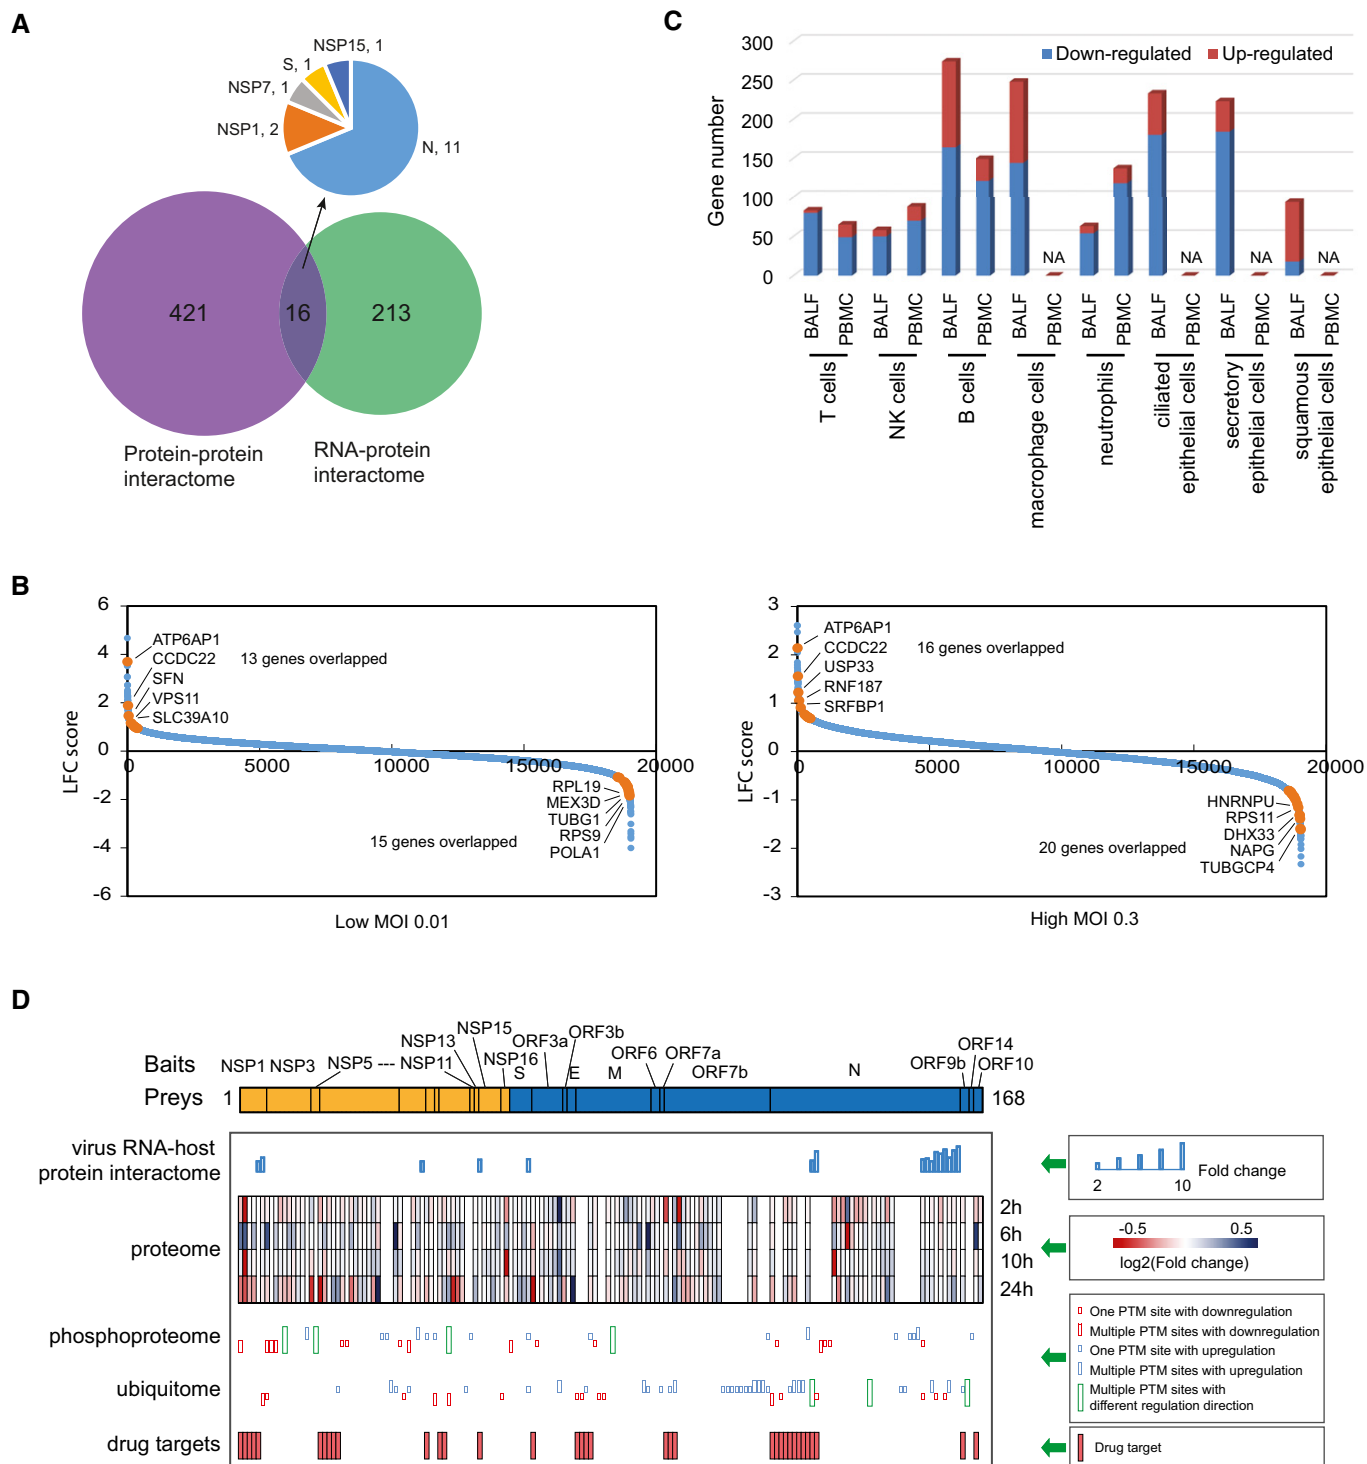 A
NSP15, 1
S, 1
NSP7, 1
NSP1, 2
N, 11
421
16
213
Protein-protein
interactome
RNA-protein
interactome
C
Down-regulated
Up-regulated
Gene number
300
250
200
150
100
50
0
NA
NA
NA
NA
BALF
PBMC
BALF
PBMC
BALF
PBMC
BALF
PBMC
BALF
PBMC
BALF
PBMC
BALF
PBMC
BALF
PBMC
T cells
NK cells
B cells
macrophage cells
neutrophils
ciliated
epithelial cells
secretory
epithelial cells
squamous
epithelial cells
B
LFC score
6
4
2
0
-2
-4
-6
ATP6AP1
CCDC22
SFN
VPS11
SLC39A10
13 genes overlapped
0
5000
10000
15000
20000
RPL19
MEX3D
TUBG1
RPS9
POLA1
15 genes overlapped
Low MOI 0.01
LFC score
3
2
1
0
-1
-2
-3
ATP6AP1
CCDC22
USP33
RNF187
SRFBP1
16 genes overlapped
0
5000
10000
15000
20000
HNRNPU
RPS11
DHX33
NAPG
TUBGCP4
20 genes overlapped
High MOI 0.3
D
Baits
NSP1
NSP3
NSP5 --- NSP11
NSP13
NSP15
NSP16
S
ORF3a
ORF3b
E
M
ORF6
ORF7a
ORF7b
N
ORF9b
ORF14
ORF10
Preys
1
168
virus RNA-host
protein interactome
proteome
2h
6h
10h
24h
phosphoproteome
ubiquitome
drug targets
2
10
Fold change
-0.5
0.5
log2(Fold change)
One PTM site with downregulation
Multiple PTM sites with downregulation
One PTM site with upregulation
Multiple PTM sites with upregulation
Multiple PTM sites with
different regulation direction
Drug target